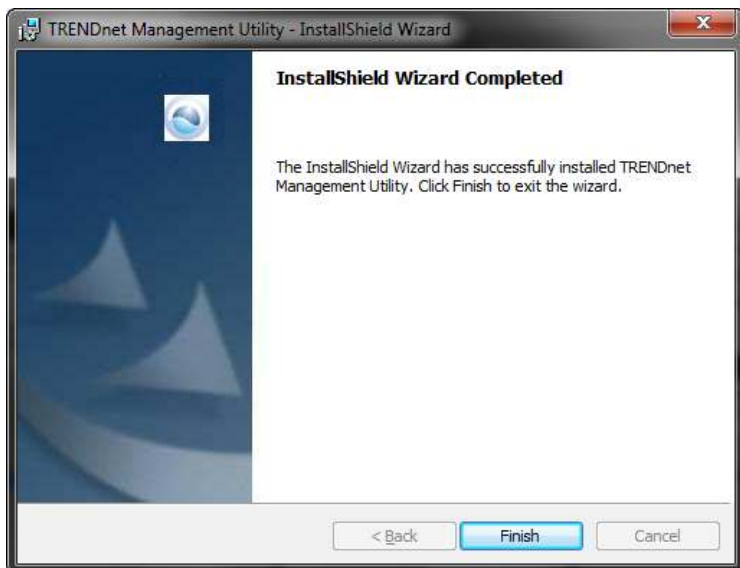 TRENDnet Management Utility - InstallShield Wizard
InstallShield Wizard Completed
The InstallShield Wizard has successfully installed TRENDnet
Management Utility. Click Finish to exit the wizard.
< Back
Finish
Cancel